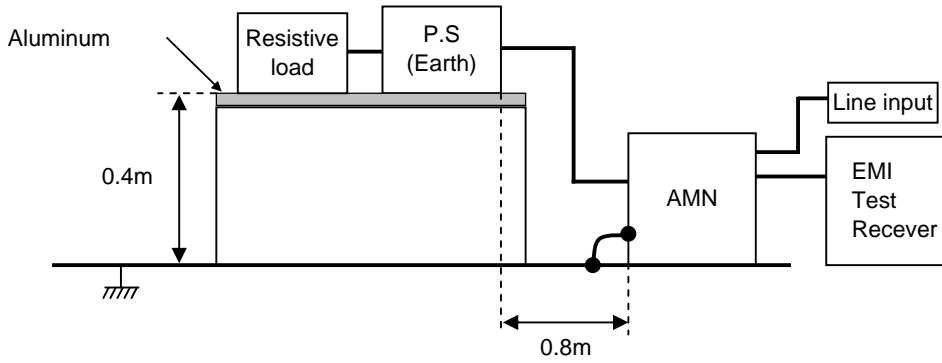 Aluminum
Resistive
load
P.S
(Earth)
Line input
0.4m
AMN
EMI
Test
Recever
0.8m